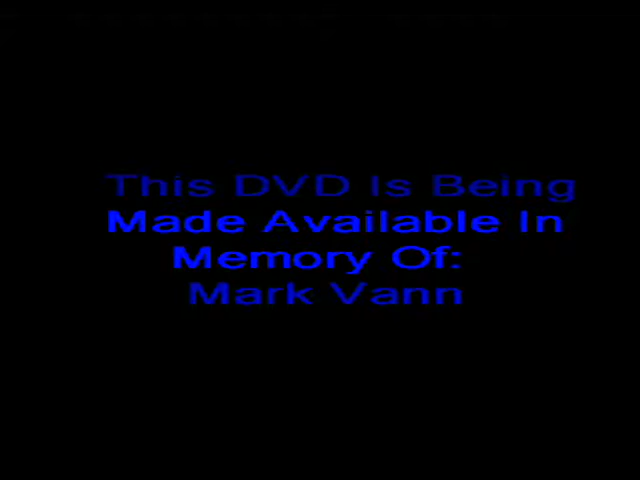 This DVD Is Being
Made Available In
Memory Of:
Mark Vann